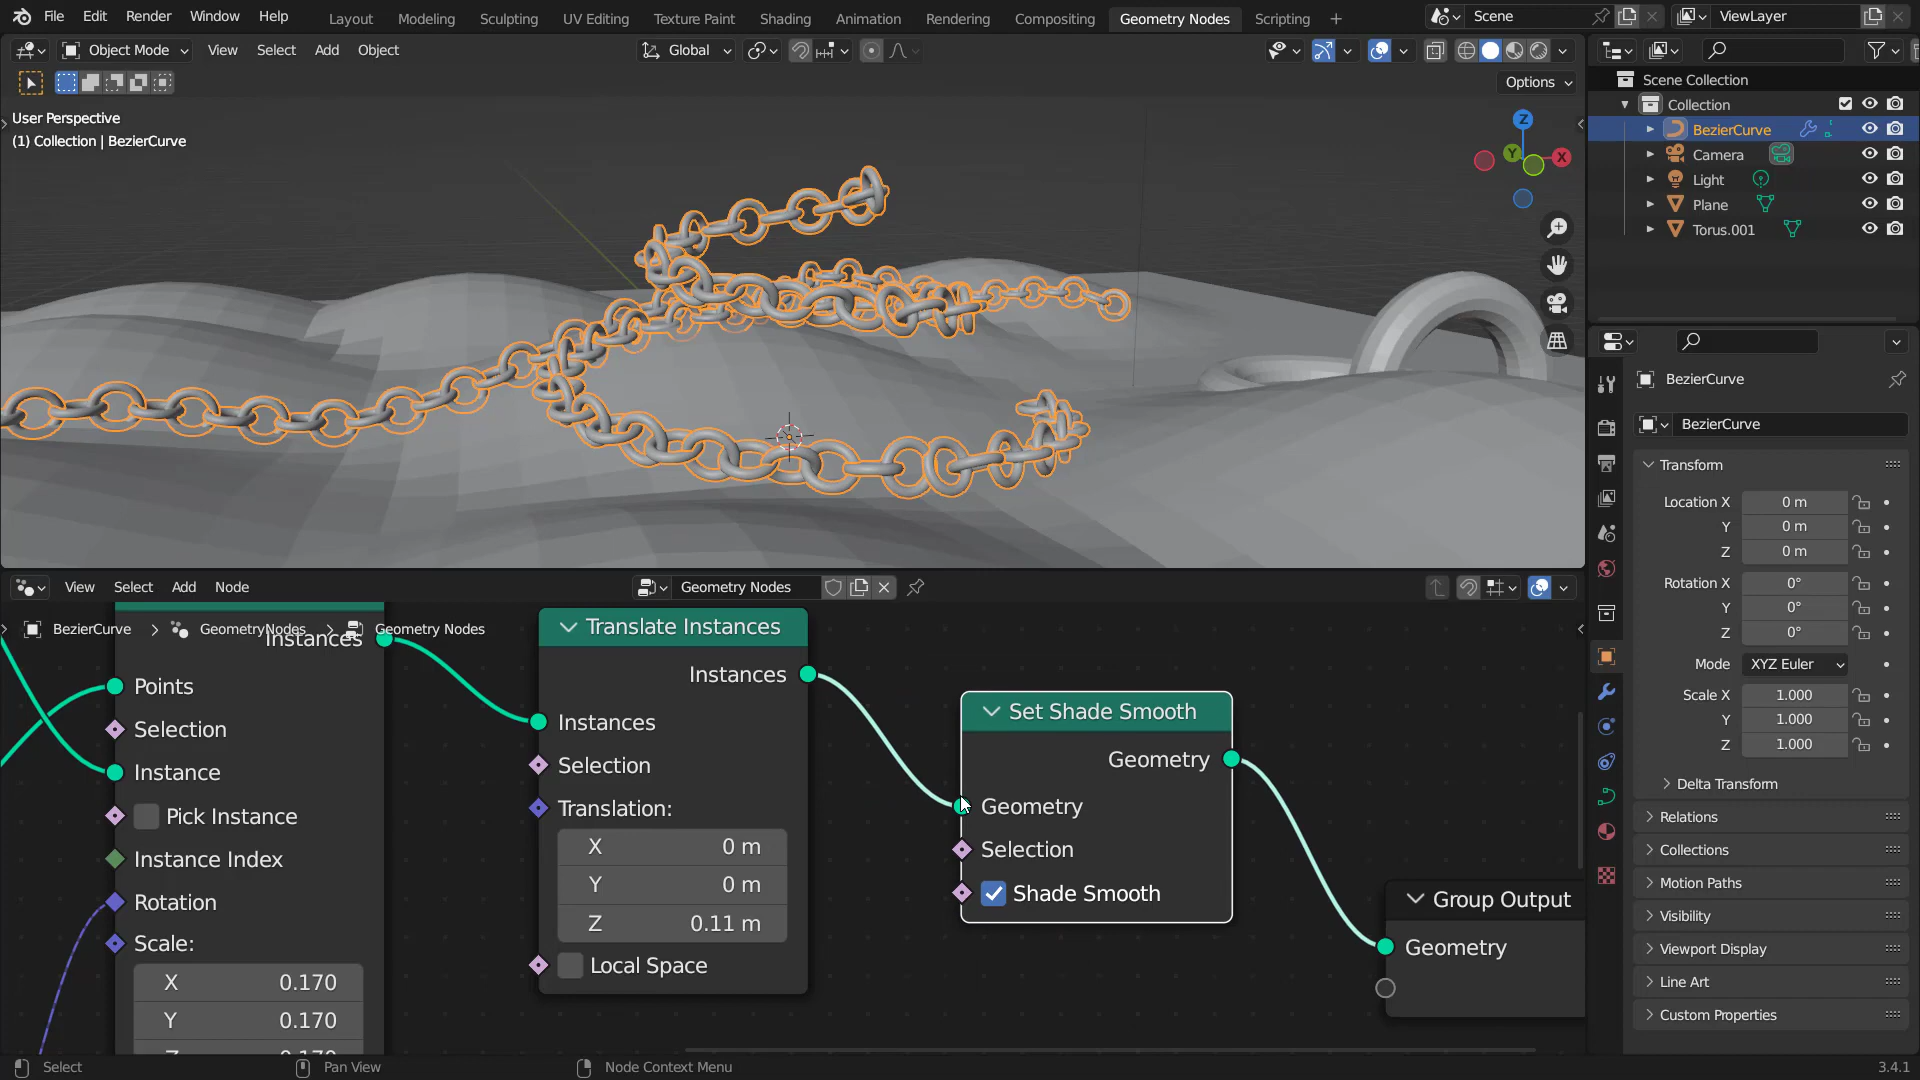 File Edit Render Window Help
Layout Modeling Sculpting UV Editing Texture Paint Shading Animation Rendering Compositing Geometry Nodes Scripting +
Scene
ViewLayer
Object Mode View Select Add Object
Global
Options
User Perspective
(1) Collection | BezierCurve
Z
Y
X
Scene Collection
Collection
BezierCurve
Camera
Light
Plane
Torus.001
BezierCurve
BezierCurve
Transform
Location X 0 m
Y 0 m
Z 0 m
Rotation X 0°
Y 0°
Z 0°
Mode XYZ Euler
Scale X 1.000
Y 1.000
Z 1.000
Delta Transform
Relations
Collections
Motion Paths
Visibility
Viewport Display
Line Art
Custom Properties
View Select Add Node
Geometry Nodes
BezierCurve > GeometryNodes > Geometry Nodes
Instances
Points
Selection
Instance
Pick Instance
Instance Index
Rotation
Scale:
X 0.170
Y 0.170
Translate Instances
Instances
Instances
Selection
Translation:
X 0 m
Y 0 m
Z 0.11 m
Local Space
Set Shade Smooth
Geometry
Geometry
Selection
Shade Smooth
Group Output
Geometry
Select
Pan View
Node Context Menu
3.4.1